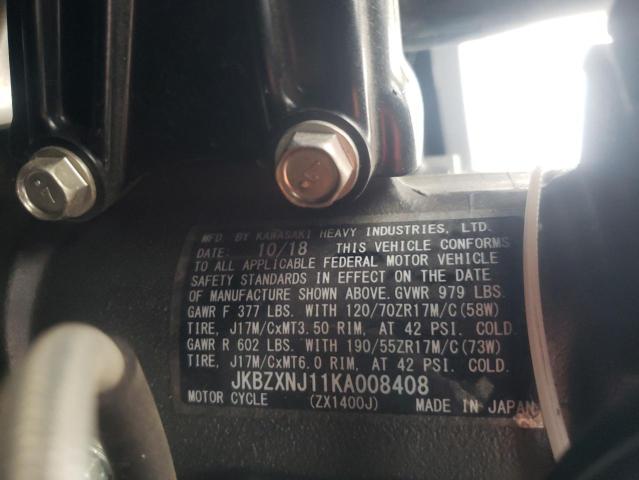 MFD. BY KAWASAKI HEAVY INDUSTRIES, LTD.
DATE: 10/18 THIS VEHICLE CONFORMS
TO ALL APPLICABLE FEDERAL MOTOR VEHICLE
SAFETY STANDARDS IN EFFECT ON THE DATE
OF MANUFACTURE SHOWN ABOVE. GVWR 979 LBS.
GAWR F 377 LBS. WITH 120/70ZR17M/C(58W)
TIRE, J17M/CxMT3.50 RIM, AT 42 PSI. COLD.
GAWR R 602 LBS. WITH 190/55ZR17M/C(73W)
TIRE, J17M/CxMT6.0 RIM, AT 42 PSI. COLD.
JKBZXNJ11KA008408
MOTOR CYCLE (ZX1400J) MADE IN JAPAN